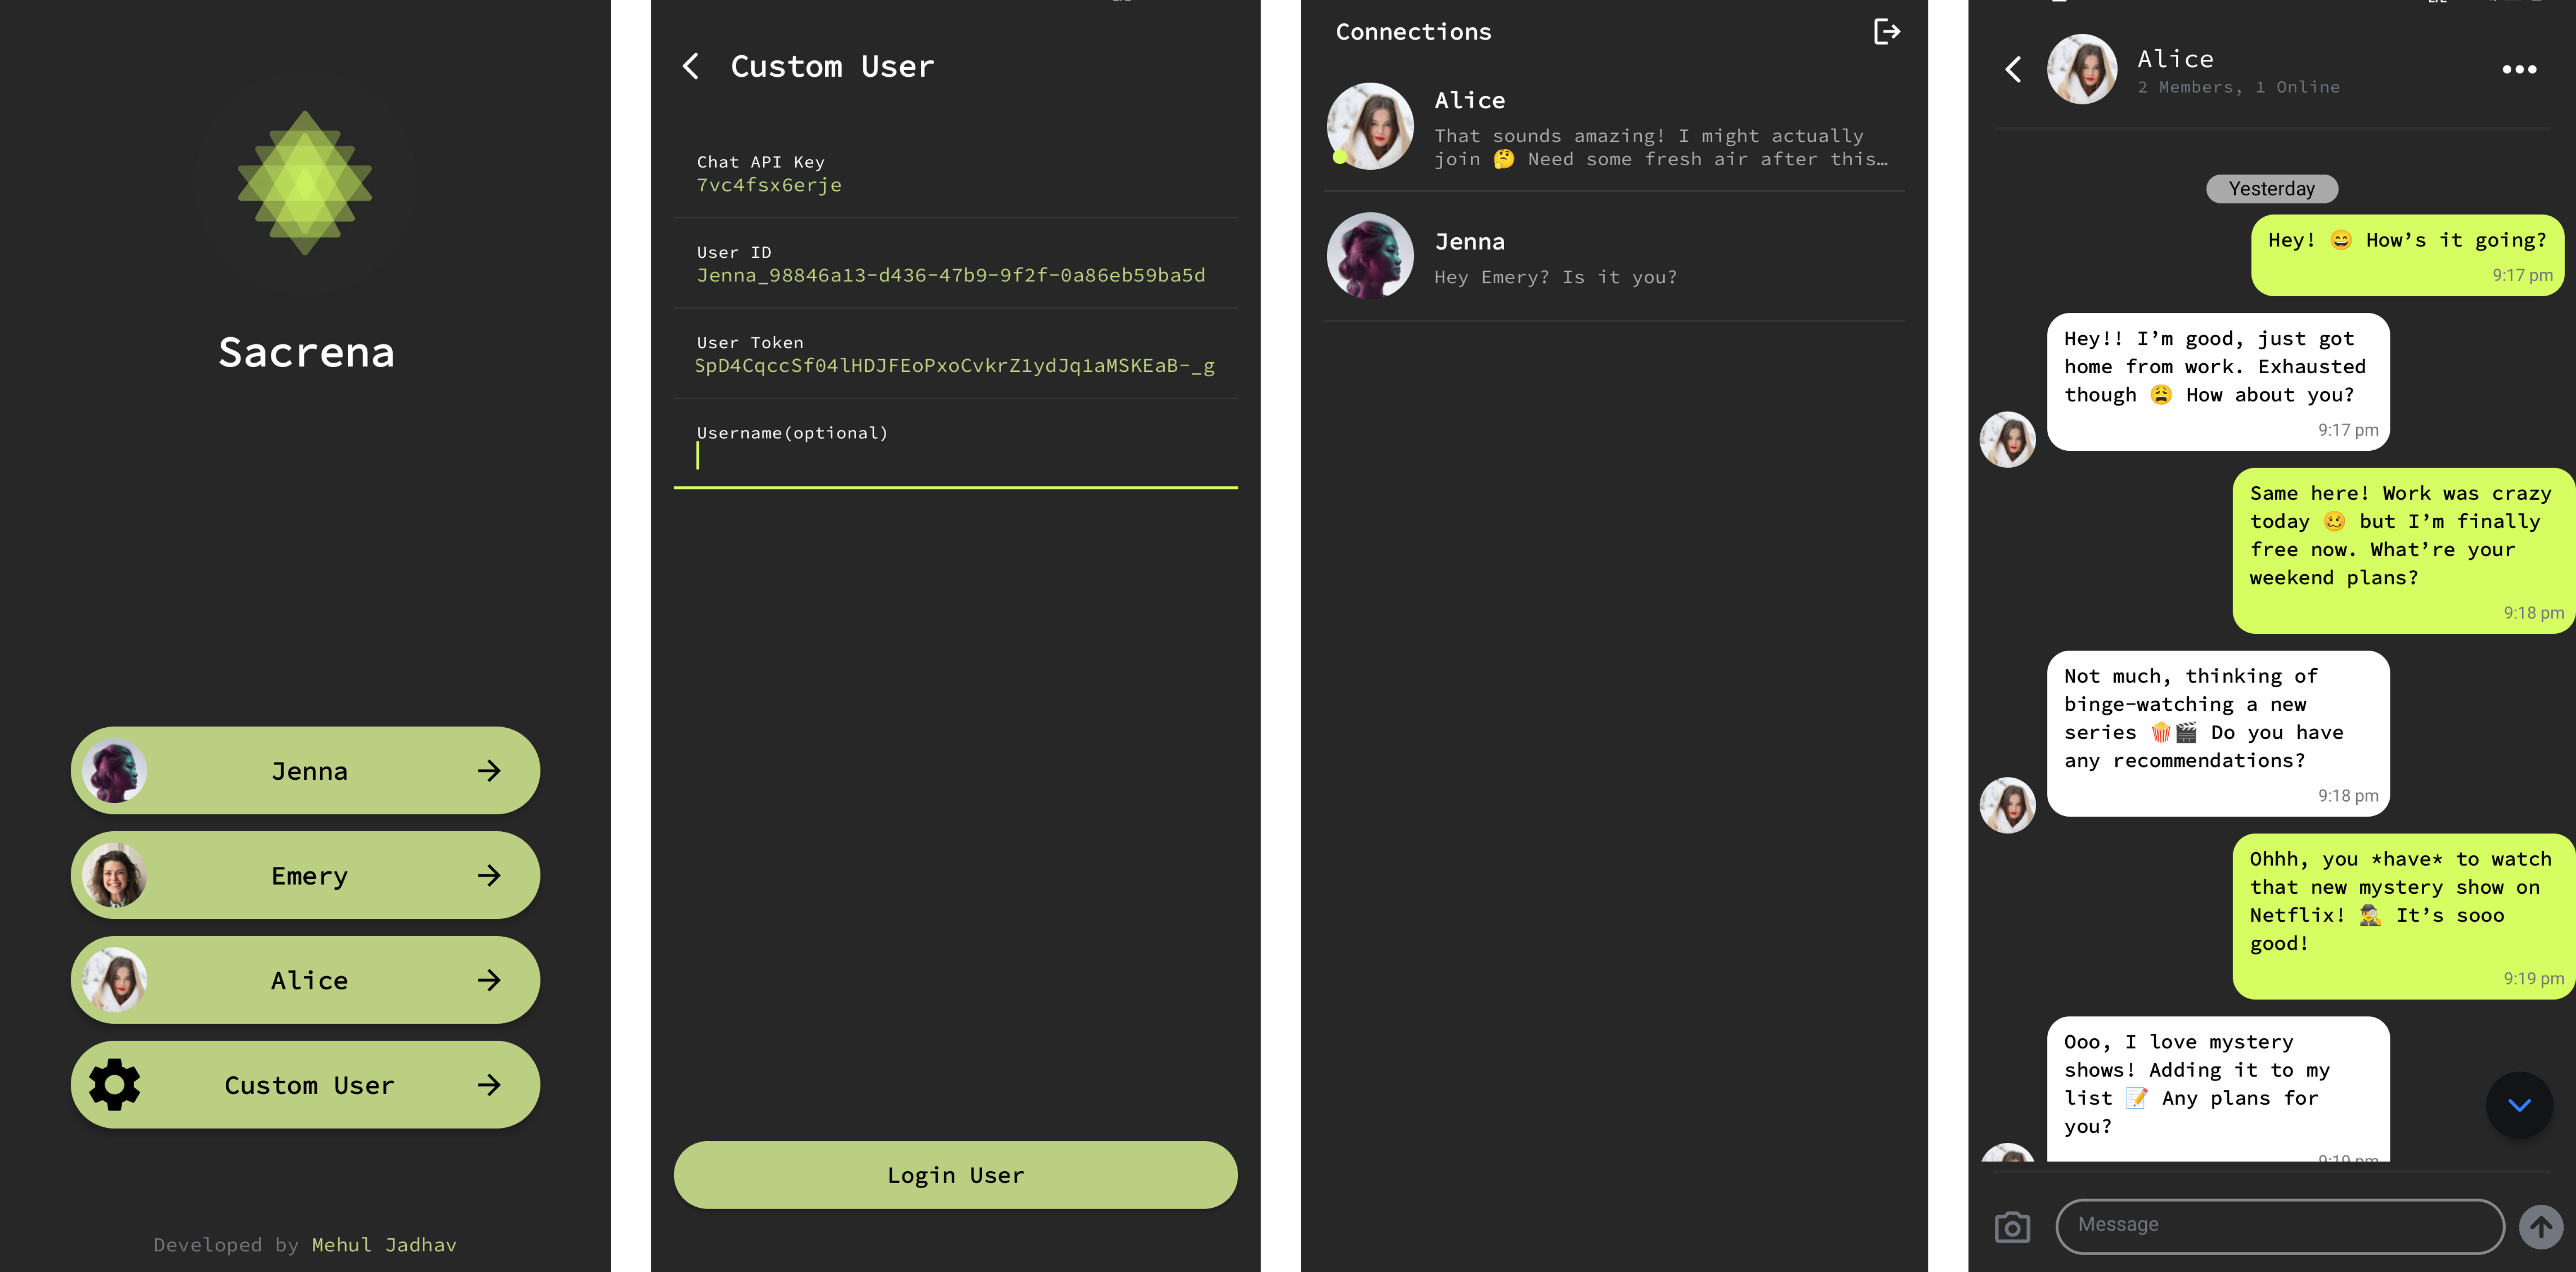 Sacrena
Jenna
Emery
Alice
Custom User
Developed by Mehul Jadhav
Custom User
Chat API Key
7vc4fsx6erje
User ID
Jenna_98846a13-d436-47b9-9f2f-0a86eb59ba5d
User Token
SpD4CqccSf04lHDJFEoPxoCvkrZ1ydJq1aMSKEaB-_g
Username(optional)
Login User
Connections
Alice
That sounds amazing! I might actually
join 🤔 Need some fresh air after this…
Jenna
Hey Emery? Is it you?
Alice
2 Members, 1 Online
Yesterday
Hey! 😄 How’s it going?
9:17 pm
Hey!! I’m good, just got
home from work. Exhausted
though 😩 How about you?
9:17 pm
Same here! Work was crazy
today 🥴 but I’m finally
free now. What’re your
weekend plans?
9:18 pm
Not much, thinking of
binge-watching a new
series 🍿🎬 Do you have
any recommendations?
9:18 pm
Ohhh, you *have* to watch
that new mystery show on
Netflix! 🕵️ It’s sooo
good!
9:19 pm
Ooo, I love mystery
shows! Adding it to my
list 📝 Any plans for
you?
9:19 pm
Message